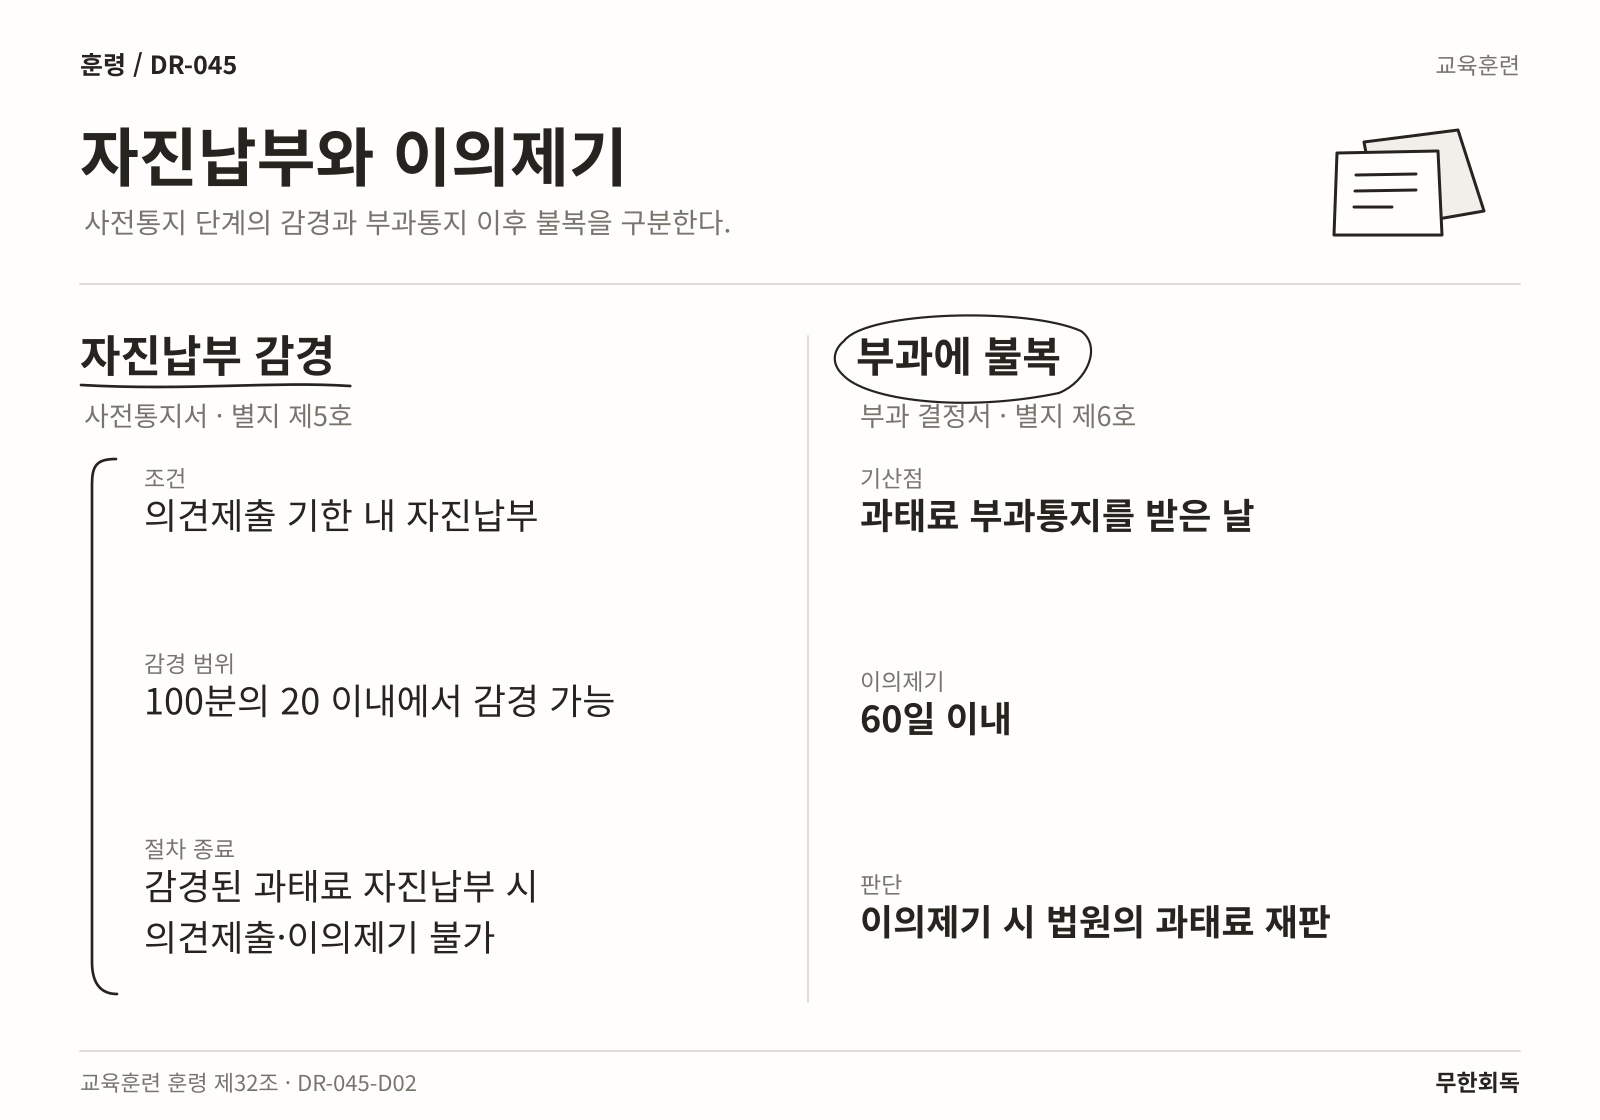 훈령 / DR-045
교육훈련
자진납부와 이의제기
사전통지 단계의 감경과 부과통지 이후 불복을 구분한다.
자진납부 감경
사전통지서 · 별지 제5호
조건
의견제출 기한 내 자진납부
감경 범위
100분의 20 이내에서 감경 가능
절차 종료
감경된 과태료 자진납부 시
의견제출·이의제기 불가
부과에 불복
부과 결정서 · 별지 제6호
기산점
과태료 부과통지를 받은 날
이의제기
60일 이내
판단
이의제기 시 법원의 과태료 재판
교육훈련 훈령 제32조 · DR-045-D02
무한회독